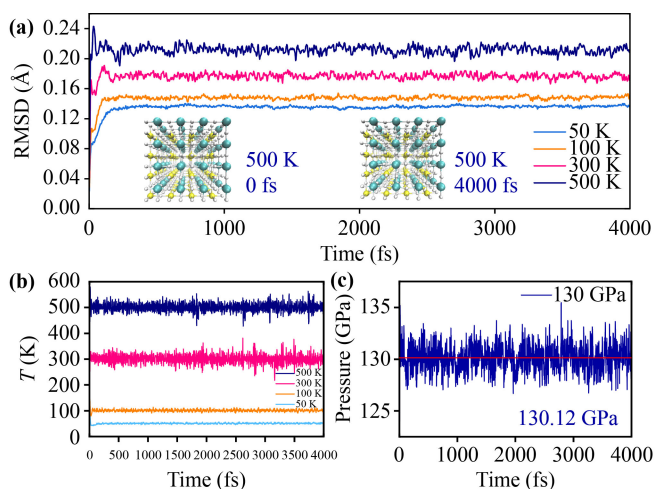 (a)
0.24
0.20
0.16
0.12
0.08
0.04
0.00
RMSD (Å)
500 K
0 fs
500 K
4000 fs
50 K
100 K
300 K
500 K
0 1000 2000 3000 4000
Time (fs)
(b)
600
500
400
300
200
100
0
T (K)
500 K
300 K
100 K
50 K
0 500 1000 1500 2000 2500 3000 3500 4000
Time (fs)
(c)
135
130
125
Pressure (GPa)
130 GPa
130.12 GPa
0 1000 2000 3000 4000
Time (fs)